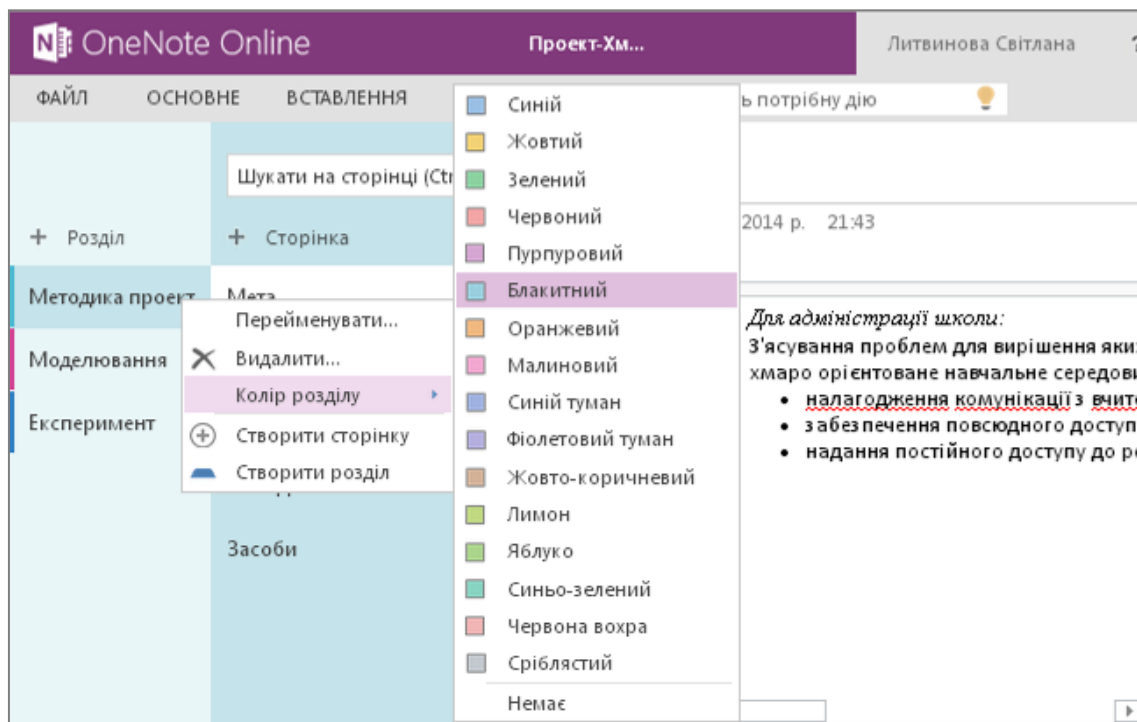 OneNote Online
Проект-Хм...
Литвинова Світлана
?
ФАЙЛ ОСНОВНЕ ВСТАВЛЕННЯ
потрібну дію
Шукати на сторінці (Ctr
2014 р. 21:43
+ Розділ
+ Сторінка
Методика проект
Моделювання
Експеримент
Мета
Засоби
Перейменувати...
Видалити...
Колір розділу
Створити сторінку
Створити розділ
Синій
Жовтий
Зелений
Червоний
Пурпуровий
Блакитний
Оранжевий
Малиновий
Синій туман
Фіолетовий туман
Жовто-коричневий
Лимон
Яблуко
Синьо-зелений
Червона вохра
Сріблястий
Немає
Для адміністрації школи:
З'ясування проблем для вирішення яки
хмаро орієнтоване навчальне середови
• налагодження комунікації з вчит
• забезпечення повсюдного доступ
• надання постійного доступу до р